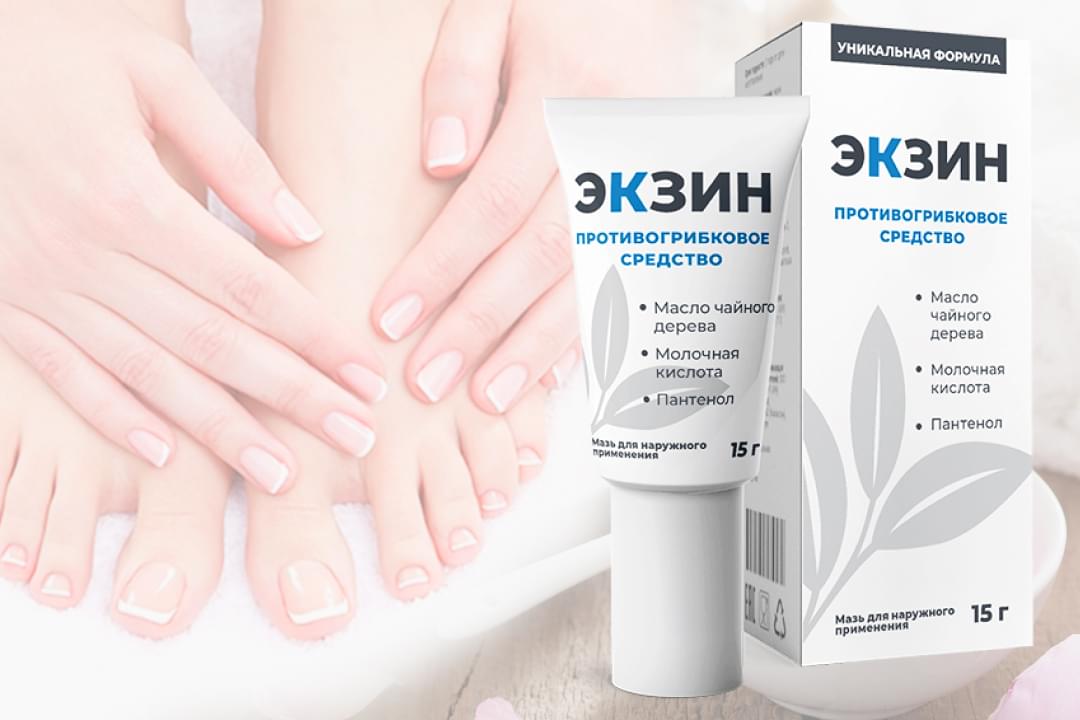 ЭКЗИН
ПРОТИВОГРИБКОВОЕ
СРЕДСТВО
• Масло чайного
дерева
• Молочная
кислота
• Пантенол
Мазь для наружного
применения
15 г
УНИКАЛЬНАЯ ФОРМУЛА
ЭКЗИН
ПРОТИВОГРИБКОВОЕ
СРЕДСТВО
• Масло
чайного
дерева
• Молочная
кислота
• Пантенол
Мазь для наружного
применения
15 г
EAC